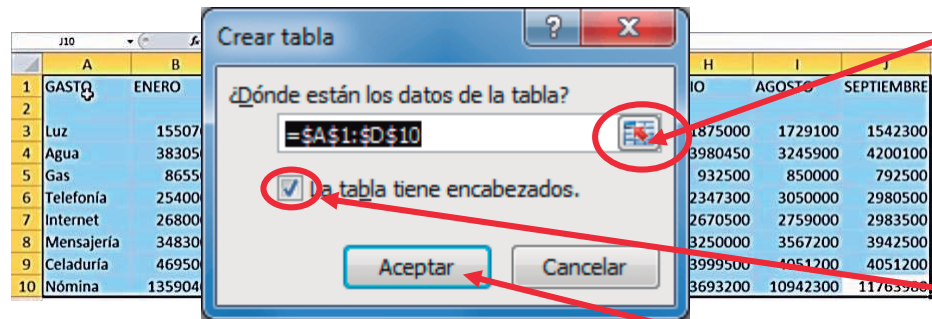 J10
Crear tabla
A B H I J
1 GASTO ENERO IO AGOSTO SEPTIEMBRE
¿Dónde están los datos de la tabla?
2
=$A$1:$D$10
3 Luz 15507 1875000 1729100 1542300
4 Agua 38305 3980450 3245900 4200100
5 Gas 8655 932500 850000 792500
La tabla tiene encabezados.
6 Telefonía 25400 2347300 3050000 2980500
7 Internet 26800 2670500 2759000 2983500
8 Mensajería 34830 3250000 3567200 3942500
Aceptar Cancelar
9 Celaduría 46950 3999500 4051200 4051200
10 Nómina 135904 3693200 10942300